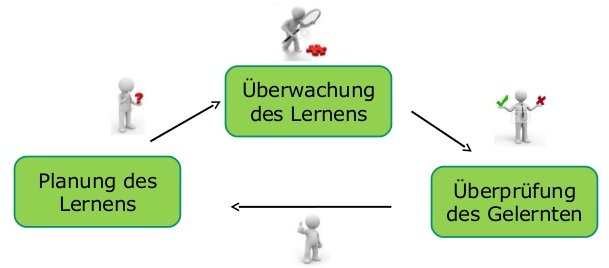 Überwachung
des Lernens
Planung des
Lernens
Überprüfung
des Gelernten